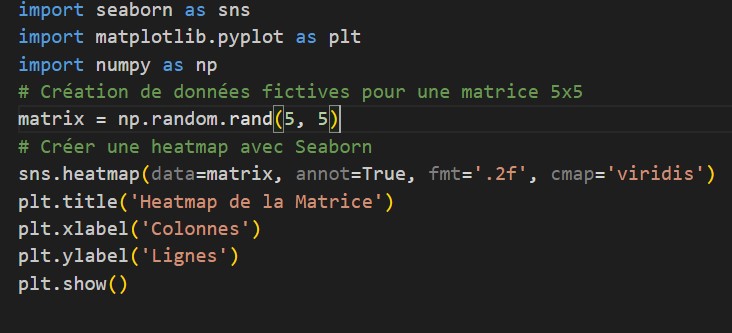 import seaborn as sns
import matplotlib.pyplot as plt
import numpy as np
# Création de données fictives pour une matrice 5x5
matrix = np.random.rand(5, 5)
# Créer une heatmap avec Seaborn
sns.heatmap(data=matrix, annot=True, fmt='.2f', cmap='viridis')
plt.title('Heatmap de la Matrice')
plt.xlabel('Colonnes')
plt.ylabel('Lignes')
plt.show()